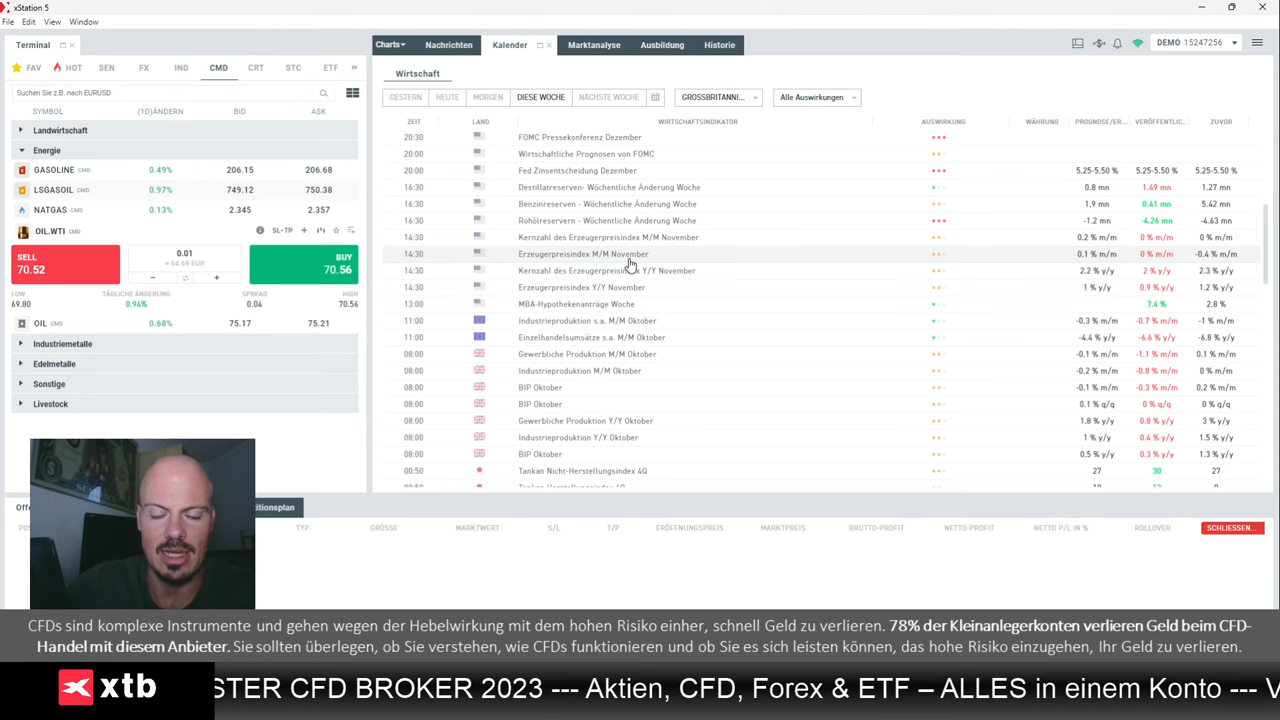 xStation 5
File Edit View Window
Terminal
FAV HOT SEN FX IND CMD CRT STC ETF
Suchen Sie z.B. nach EURUSD
SYMBOL (1D)ÄNDERN BID ASK
Landwirtschaft
Energie
GASOLINE CMD 0.49% 206.15 206.68
LSGASOIL CMD 0.97% 749.12 750.38
NATGAS CMD 0.13% 2.345 2.357
OIL.WTI CMD SL+TP
SELL 70.52 0.01 ≈ 64.69 EUR BUY 70.56
LOW 69.80 TÄGLICHE ÄNDERUNG 0.94% SPREAD 0.04 HIGH 70.56
OIL CMD 0.68% 75.17 75.21
Industriemetalle
Edelmetalle
Sonstige
Livestock
Charts Nachrichten Kalender Marktanalyse Ausbildung Historie
DEMO 15247256
Wirtschaft
GESTERN HEUTE MORGEN DIESE WOCHE NÄCHSTE WOCHE GROSSBRITANNI... Alle Auswirkungen
ZEIT LAND WIRTSCHAFTSINDIKATOR AUSWIRKUNG WÄHRUNG PROGNOSE/ER... VERÖFFENTLIC... ZUVOR
20:30 FOMC Pressekonferenz Dezember
20:00 Wirtschaftliche Prognosen von FOMC
20:00 Fed Zinsentscheidung Dezember 5.25-5.50 % 5.25-5.50 % 5.25-5.50 %
16:30 Destillatreserven- Wöchentliche Änderung Woche 0.8 mn 1.49 mn 1.27 mn
16:30 Benzinreserven - Wöchentliche Änderung Woche 1.9 mn 0.41 mn 5.42 mn
16:30 Rohölreservern - Wöchentliche Änderung Woche -1.2 mn -4.26 mn -4.63 mn
14:30 Kernzahl des Erzeugerpreisindex M/M November 0.2 % m/m 0 % m/m 0 % m/m
14:30 Erzeugerpreisindex M/M November 0.1 % m/m 0 % m/m -0.4 % m/m
14:30 Kernzahl des Erzeugerpreisindex Y/Y November 2.2 % y/y 2 % y/y 2.3 % y/y
14:30 Erzeugerpreisindex Y/Y November 1 % y/y 0.9 % y/y 1.2 % y/y
13:00 MBA-Hypothekenanträge Woche 7.4 % 2.8 %
11:00 Industrieproduktion s.a. M/M Oktober -0.3 % m/m -0.7 % m/m -1 % m/m
11:00 Einzelhandelsumsätze s.a. M/M Oktober -4.4 % y/y -6.6 % y/y -6.8 % y/y
08:00 Gewerbliche Produktion M/M Oktober -0.1 % m/m -1.1 % m/m 0.1 % m/m
08:00 Industrieproduktion M/M Oktober -0.2 % m/m -0.8 % m/m 0 % m/m
08:00 BIP Oktober -0.1 % m/m -0.3 % m/m 0.2 % m/m
08:00 BIP Oktober 0.1 % q/q 0 % q/q 0 % q/q
08:00 Gewerbliche Produktion Y/Y Oktober 1.8 % y/y 0.8 % y/y 3 % y/y
08:00 Industrieproduktion Y/Y Oktober 1 % y/y 0.4 % y/y 1.5 % y/y
08:00 BIP Oktober 0.5 % y/y 0.3 % y/y 1.3 % y/y
00:50 Tankan Nicht-Herstellungsindex 4Q 27 30 27
TYP GRÖSSE MARKTWERT S/L T/P ERÖFFNUNGSPREIS MARKTPREIS BRUTTO-PROFIT NETTO-PROFIT NETTO P/L IN % ROLLOVER SCHLIESSEN...
CFDs sind komplexe Instrumente und gehen wegen der Hebelwirkung mit dem hohen Risiko einher, schnell Geld zu verlieren. 78% der Kleinanlegerkonten verlieren Geld beim CFD-
Handel mit diesem Anbieter. Sie sollten überlegen, ob Sie verstehen, wie CFDs funktionieren und ob Sie es sich leisten können, das hohe Risiko einzugehen, Ihr Geld zu verlieren.
xtb STER CFD BROKER 2023 --- Aktien, CFD, Forex & ETF – ALLES in einem Konto --- V